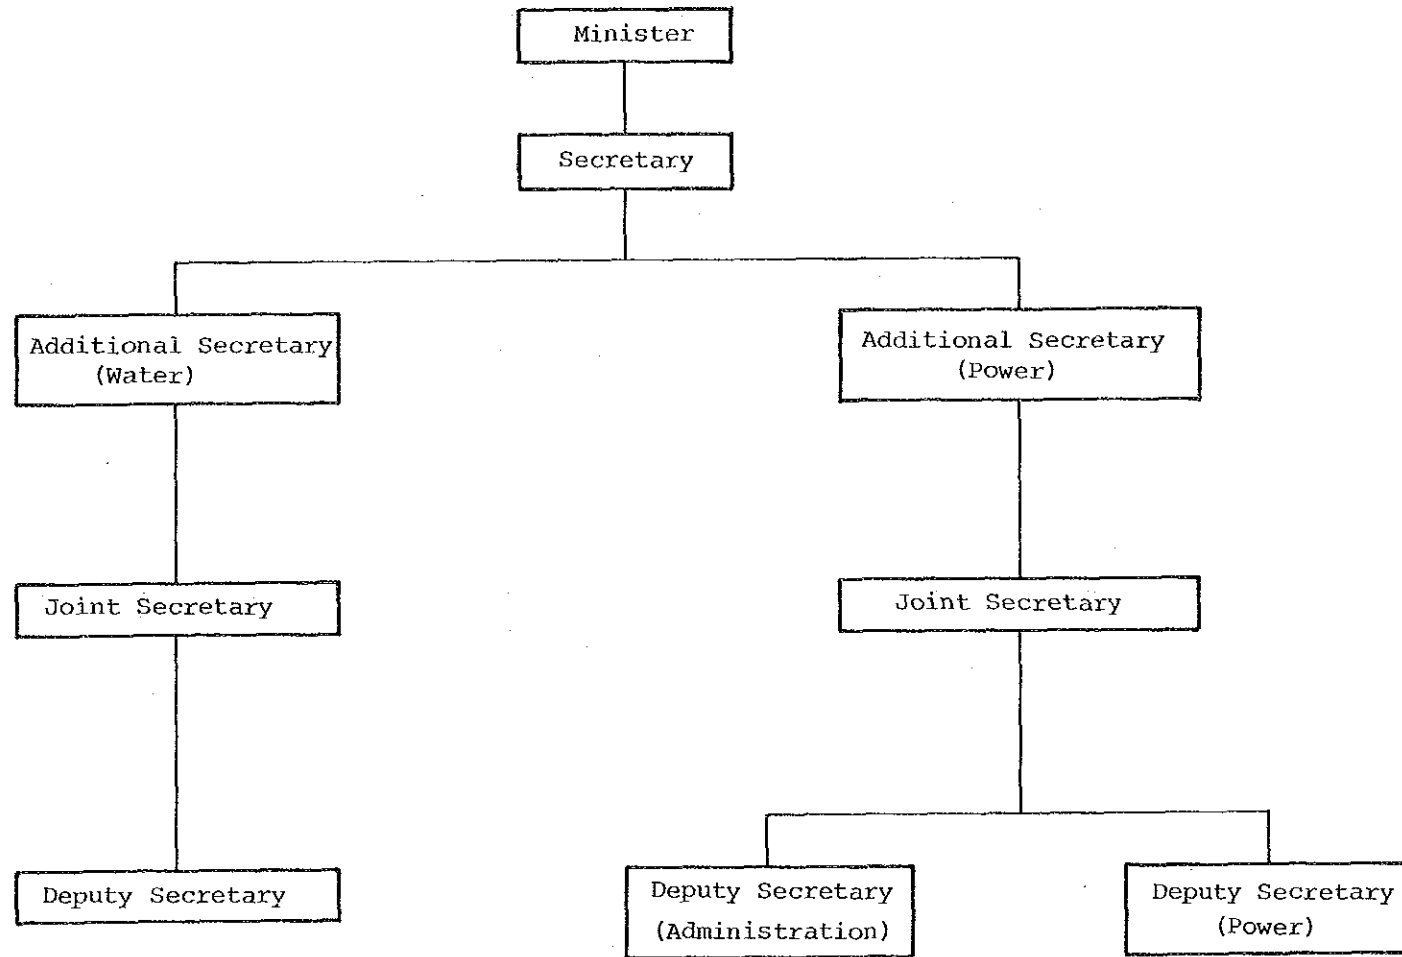 Minister
Secretary
Additional Secretary
(Water)
Additional Secretary
(Power)
Joint Secretary
Joint Secretary
Deputy Secretary
Deputy Secretary
(Administration)
Deputy Secretary
(Power)